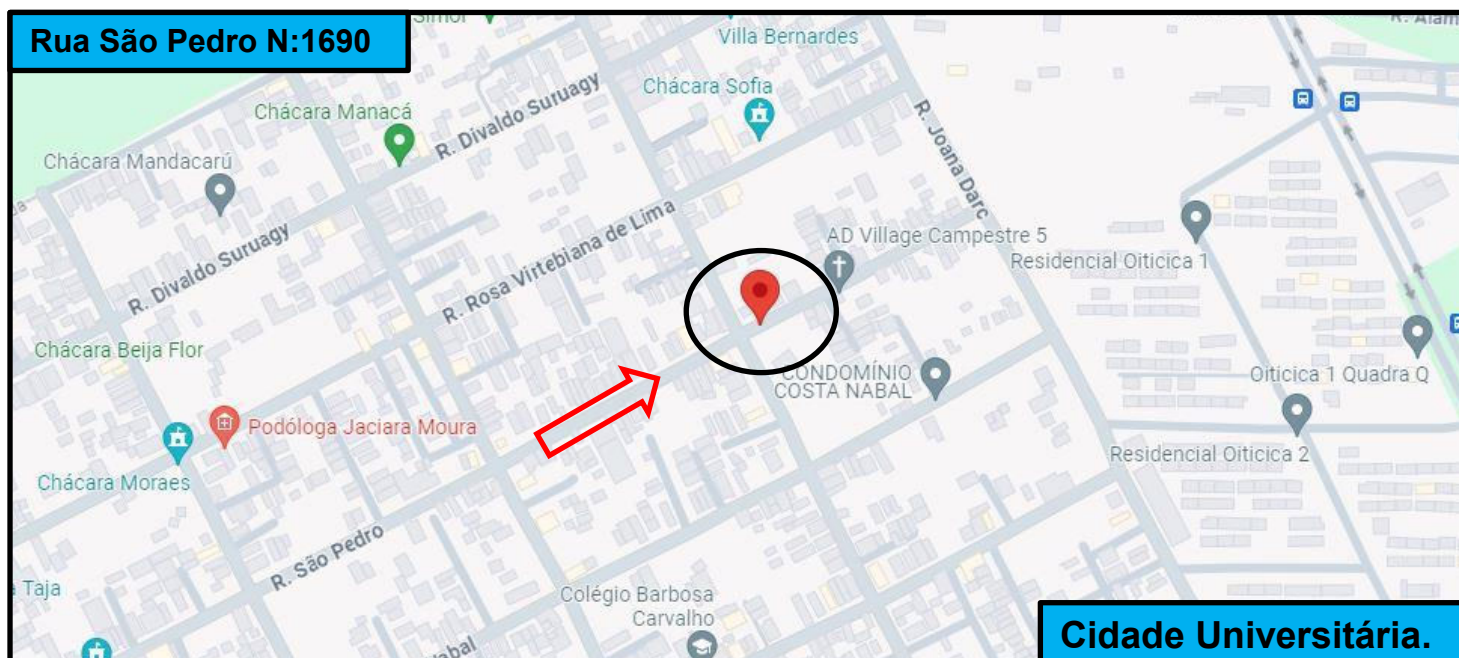 Rua São Pedro N:1690
Villa Bernardes
Chácara Sofia
Chácara Manacá
R. Divaldo Suruagy
Chácara Mandacarú
R. Joana Darc
R. Divaldo Suruagy
R. Rosa Virtebiana de Lima
AD Village Campestre 5
Residencial Oiticica 1
Chácara Beija Flor
CONDOMÍNIO
COSTA NABAL
Oiticica 1 Quadra Q
Podóloga Jaciara Moura
Residencial Oiticica 2
Chácara Moraes
R. São Pedro
Taja
Colégio Barbosa
Carvalho
Cidade Universitária.